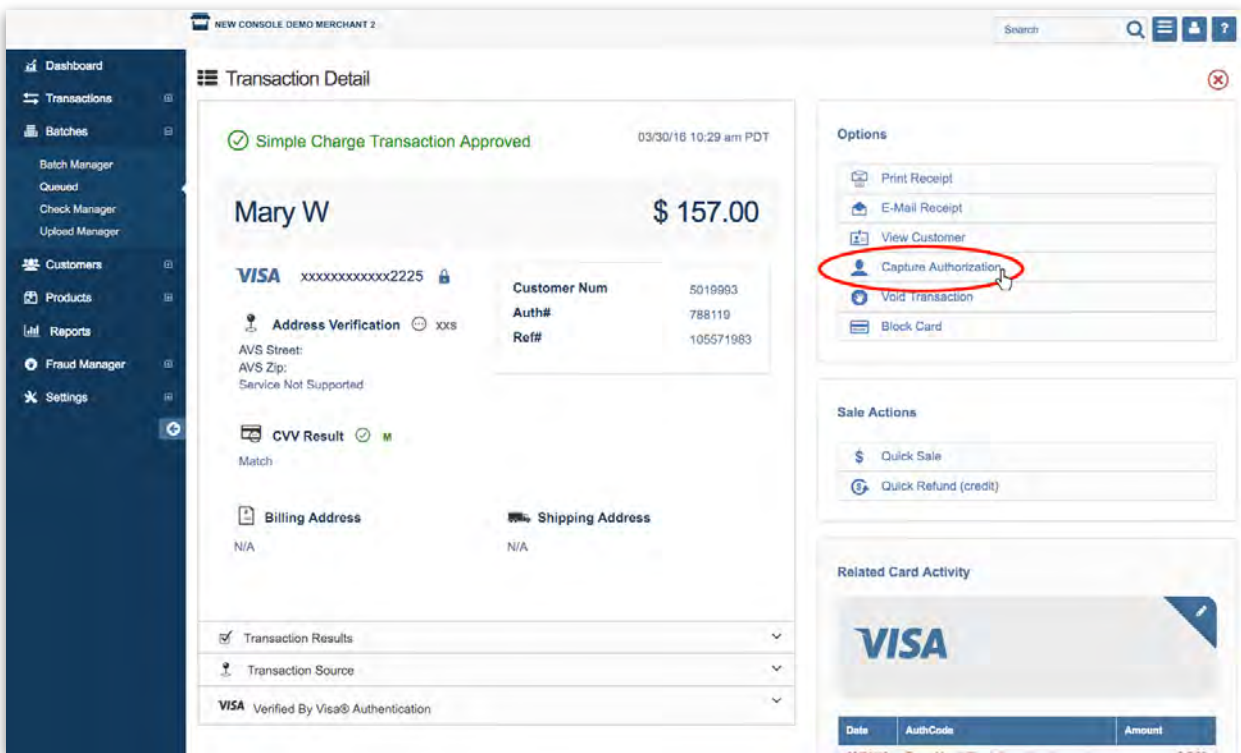 NEW CONSOLE DEMO MERCHANT 2
Search
?
Dashboard
Transactions
Batches
Batch Manager
Queued
Check Manager
Upload Manager
Customers
Products
Reports
Fraud Manager
Settings
Transaction Detail
Simple Charge Transaction Approved
03/30/16 10:29 am PDT
Mary W
$ 157.00
VISA xxxxxxxxxxxx2225
Customer Num 5019993
Auth# 788119
Ref# 105571983
Address Verification XXS
AVS Street:
AVS Zip:
Service Not Supported
CVV Result M
Match
Billing Address
N/A
Shipping Address
N/A
Transaction Results
Transaction Source
VISA Verified By Visa® Authentication
Options
Print Receipt
E-Mail Receipt
View Customer
Capture Authorization
Void Transaction
Block Card
Sale Actions
$ Quick Sale
Quick Refund (credit)
Related Card Activity
VISA
Date AuthCode Amount